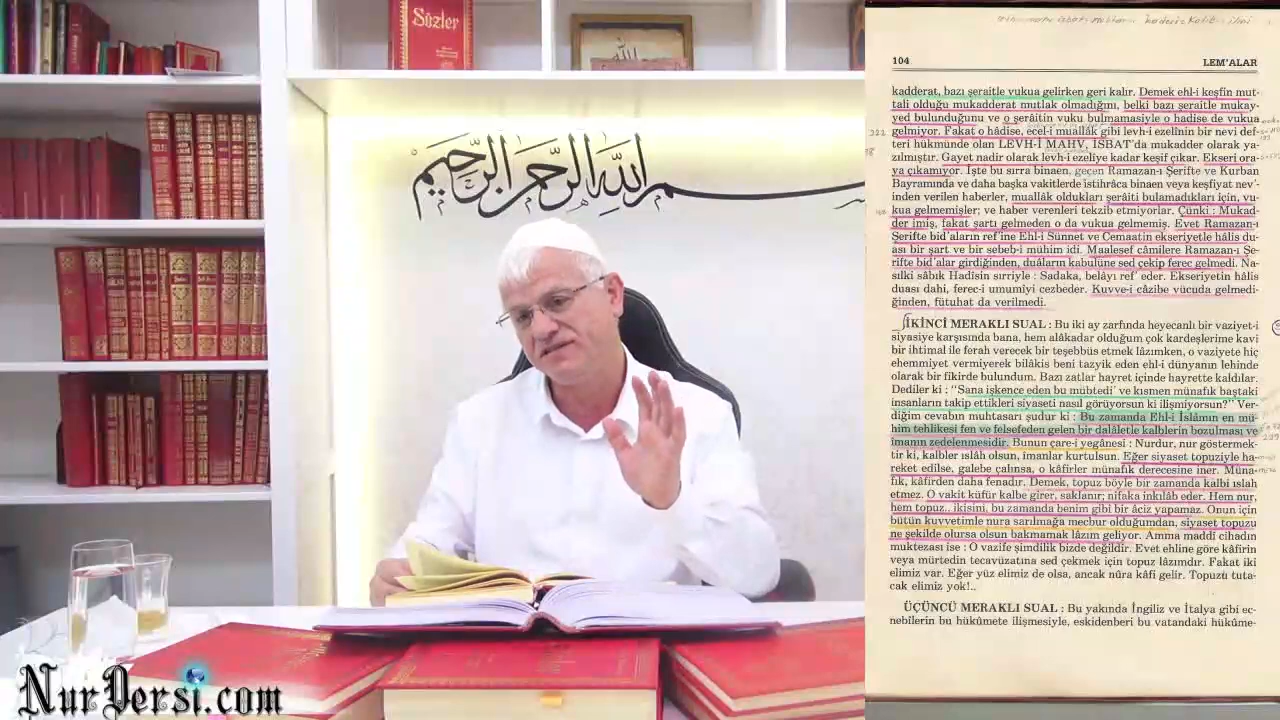 Sözler
بسم الله الرحمن الرحيم
NurDersi.com
104
LEM'ALAR
kadderat, bazı şeraitle vukua gelirken geri kalır. Demek ehl-i keşfin mut-
tali olduğu mukadderat mutlak olmadığını, belki bazı şeraitle mukay-
yed bulunduğunu ve o şerâitin vuku bulmamasiyle o hadise de vukua
gelmiyor. Fakat o hâdise, ecel-i muallâk gibi levh-i ezelînin bir nevi def-
teri hükmünde olan LEVH-İ MAHV, İSBAT'da mukadder olarak ya-
zılmıştır. Gayet nadir olarak levh-i ezeliye kadar keşif çıkar. Ekseri ora-
ya çıkamıyor. İşte bu sırra binaen, geçen Ramazan-ı Şerifte ve Kurban
Bayramında ve daha başka vakitlerde istihrâca binaen veya keşfiyat nev'-
inden verilen haberler, muallâk oldukları şerâiti bulamadıkları için, vu-
kua gelmemişler; ve haber verenleri tekzib etmiyorlar. Çünki : Mukad-
der imiş, fakat şartı gelmeden o da vukua gelmemiş. Evet Ramazan-ı
Şerifte bid'aların ref'ine Ehl-i Sünnet ve Cemaatin ekseriyetle hâlis du-
ası bir şart ve bir sebeb-i mühim idi. Maalesef câmilere Ramazan-ı Şe-
rifte bid'alar girdiğinden, duâların kabulüne sed çekip ferec gelmedi. Na-
sılki sâbık Hadîsin sırriyle : Sadaka, belâyı ref' eder. Ekseriyetin hâlis
duası dahi, ferec-i umumîyi cezbeder. Kuvve-i câzibe vücuda gelmedi-
ğinden, fütuhat da verilmedi.
İKİNCİ MERAKLI SUAL : Bu iki ay zarfında heyecanlı bir vaziyet-i
siyasiye karşısında bana, hem alâkadar olduğum çok kardeşlerime kavi
bir ihtimal ile ferah verecek bir teşebbüs etmek lâzımken, o vaziyete hiç
ehemmiyet vermiyerek bilâkis beni tazyik eden ehl-i dünyanın lehinde
olarak bir fikirde bulundum. Bazı zatlar hayret içinde hayrette kaldılar.
Dediler ki : "Sana işkence eden bu mübtedi' ve kısmen münafık baştaki
insanların takip ettikleri siyaseti nasıl görüyorsun ki ilişmiyorsun?" Ver-
diğim cevabın muhtasarı şudur ki : Bu zamanda Ehl-i İslâmın en mü-
him tehlikesi fen ve felsefeden gelen bir dalâletle kalblerin bozulması ve
imanın zedelenmesidir. Bunun çare-i yegânesi : Nurdur, nur göstermek-
tir ki, kalbler ıslâh olsun, imanlar kurtulsun. Eğer siyaset topuziyle ha-
reket edilse, galebe çalınsa, o kâfirler münafık derecesine iner. Müna-
fık, kâfirden daha fenadır. Demek, topuz böyle bir zamanda kalbi ıslah
etmez. O vakit küfür kalbe girer, saklanır; nifaka inkılâb eder. Hem nur,
hem topuz.. ikisini, bu zamanda benim gibi bir âciz yapamaz. Onun için
bütün kuvvetimle nura sarılmağa mecbur olduğumdan, siyaset topuzu
ne şekilde olursa olsun bakmamak lâzım geliyor. Amma maddî cihadın
muktezası ise : O vazife şimdilik bizde değildir. Evet ehline göre kâfirin
veya mürtedin tecavüzatına sed çekmek için topuz lâzımdır. Fakat iki
elimiz var. Eğer yüz elimiz de olsa, ancak nûra kâfi gelir. Topuzu tuta-
cak elimiz yok!..
ÜÇÜNCÜ MERAKLI SUAL : Bu yakında İngiliz ve İtalya gibi ec-
nebilerin bu hükûmete ilişmesiyle, eskidenberi bu vatandaki hükûme-